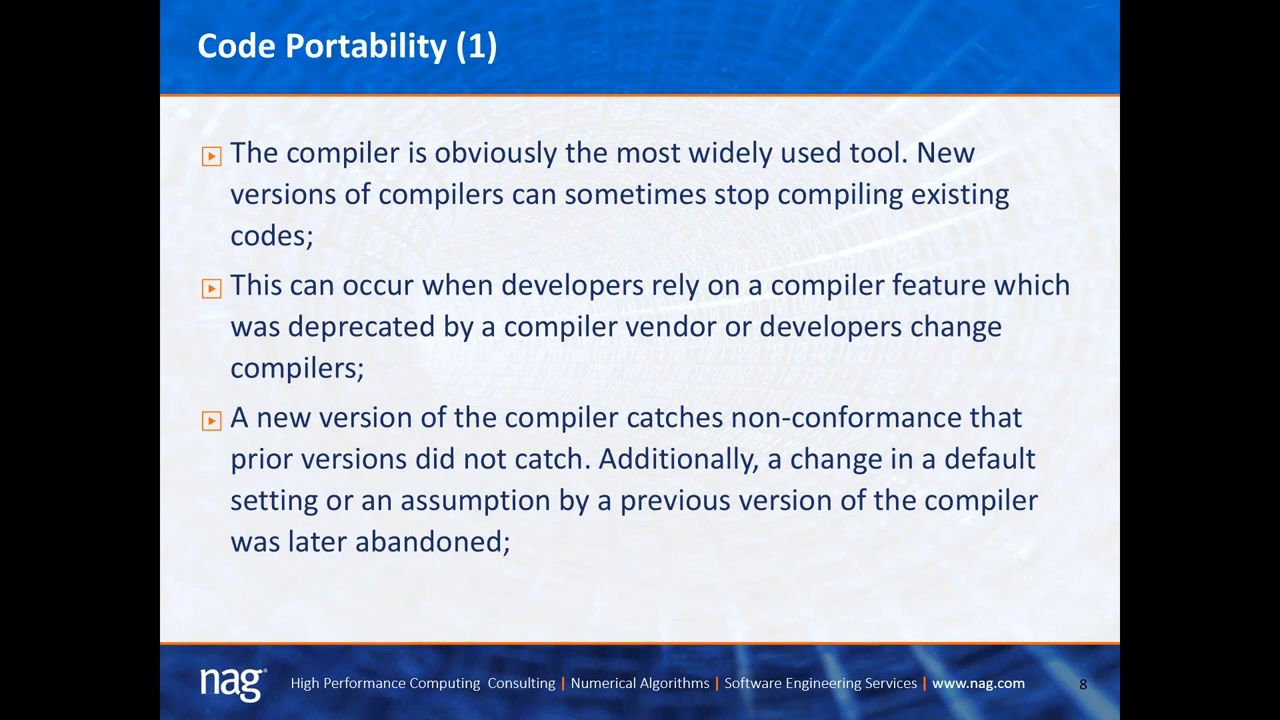 Code Portability (1)
The compiler is obviously the most widely used tool. New
versions of compilers can sometimes stop compiling existing
codes;
This can occur when developers rely on a compiler feature which
was deprecated by a compiler vendor or developers change
compilers;
A new version of the compiler catches non-conformance that
prior versions did not catch. Additionally, a change in a default
setting or an assumption by a previous version of the compiler
was later abandoned;
nag® High Performance Computing Consulting | Numerical Algorithms | Software Engineering Services | www.nag.com 8